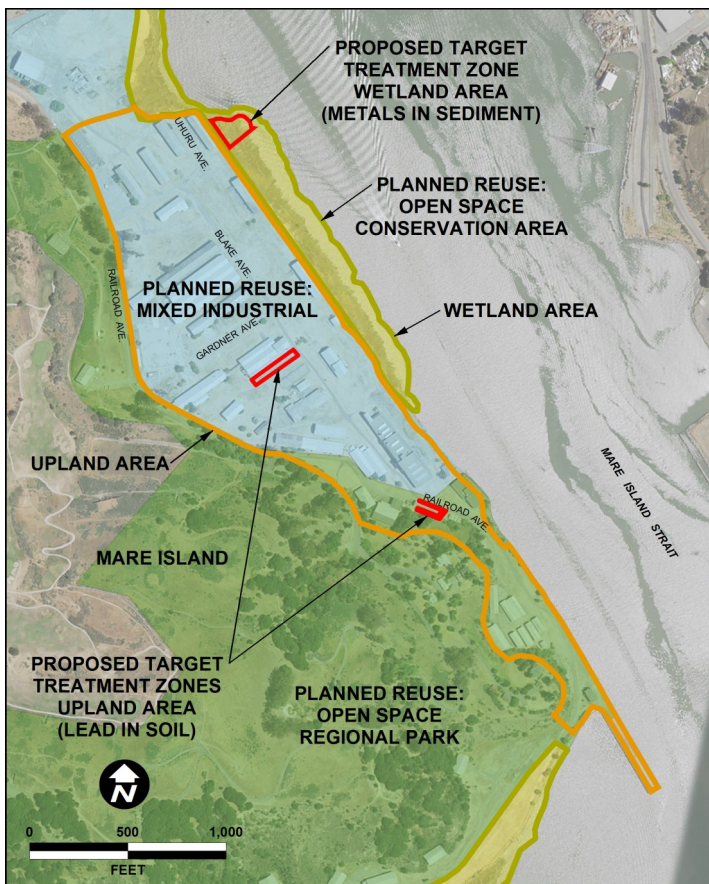 PROPOSED TARGET
TREATMENT ZONE
WETLAND AREA
(METALS IN SEDIMENT)
UHURU AVE.
PLANNED REUSE:
OPEN SPACE
CONSERVATION AREA
BLAKE AVE.
RAILROAD AVE.
PLANNED REUSE:
MIXED INDUSTRIAL
WETLAND AREA
GARDNER AVE.
UPLAND AREA
MARE ISLAND STRAIT
RAILROAD AVE.
MARE ISLAND
PROPOSED TARGET
TREATMENT ZONES
UPLAND AREA
(LEAD IN SOIL)
PLANNED REUSE:
OPEN SPACE
REGIONAL PARK
N
0 500 1,000
FEET